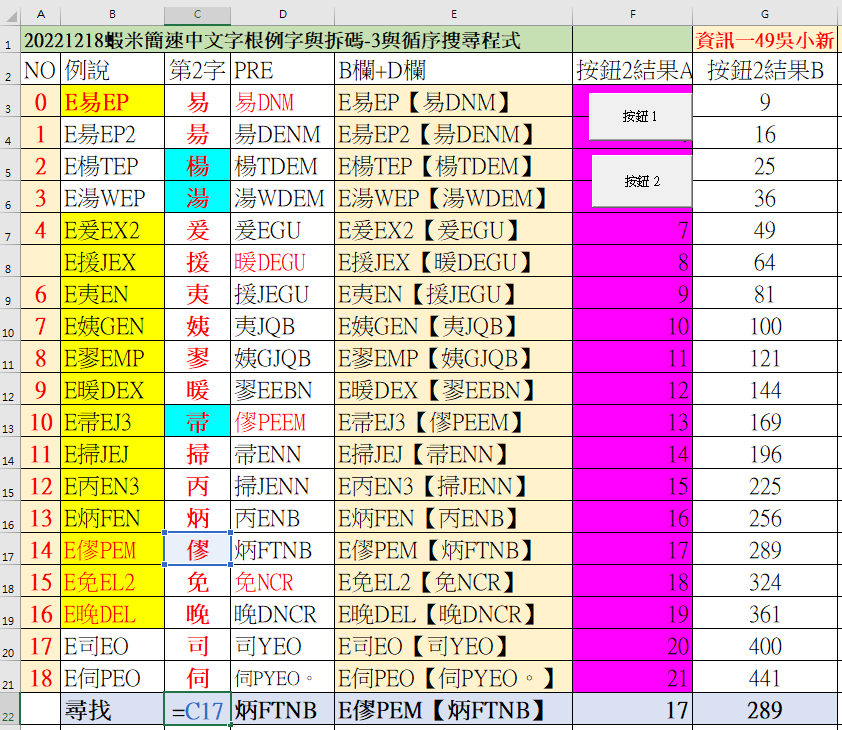 A B C D E F G
1 20221218蝦米簡速中文字根例字與拆碼-3與循序搜尋程式 資訊一49吳小新
2 NO 例說 第2字 PRE B欄+D欄 按鈕2結果A 按鈕2結果B
3 0 E易EP 易 易DNM E易EP【易DNM】 按鈕 1 9
4 1 E昜EP2 昜 昜DENM E昜EP2【昜DENM】 16
5 2 E楊TEP 楊 楊TDEM E楊TEP【楊TDEM】 按鈕 2 25
6 3 E湯WEP 湯 湯WDEM E湯WEP【湯WDEM】 36
7 4 E爰EX2 爰 爰EGU E爰EX2【爰EGU】 7 49
8 E援JEX 援 暖DEGU E援JEX【暖DEGU】 8 64
9 6 E夷EN 夷 援JEGU E夷EN【援JEGU】 9 81
10 7 E姨GEN 姨 夷JQB E姨GEN【夷JQB】 10 100
11 8 E翏EMP 翏 姨GJQB E翏EMP【姨GJQB】 11 121
12 9 E暖DEX 暖 翏EEBN E暖DEX【翏EEBN】 12 144
13 10 E帚EJ3 帚 僇PEEM E帚EJ3【僇PEEM】 13 169
14 11 E掃JEJ 掃 帚ENN E掃JEJ【帚ENN】 14 196
15 12 E丙EN3 丙 掃JENN E丙EN3【掃JENN】 15 225
16 13 E炳FEN 炳 丙ENB E炳FEN【丙ENB】 16 256
17 14 E僇PEM 僇 炳FTNB E僇PEM【炳FTNB】 17 289
18 15 E免EL2 免 免NCR E免EL2【免NCR】 18 324
19 16 E晚DEL 晚 晚DNCR E晚DEL【晚DNCR】 19 361
20 17 E司EO 司 司YEO E司EO【司YEO】 20 400
21 18 E伺PEO 伺 伺PYEO。 E伺PEO【伺PYEO。】 21 441
22 尋找 =C17 炳FTNB E僇PEM【炳FTNB】 17 289